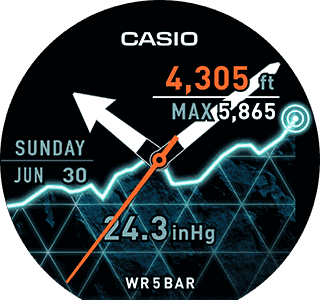 CASIO
4,305 ft
MAX 5,865
SUNDAY
JUN 30
24.3 inHg
WR5BAR